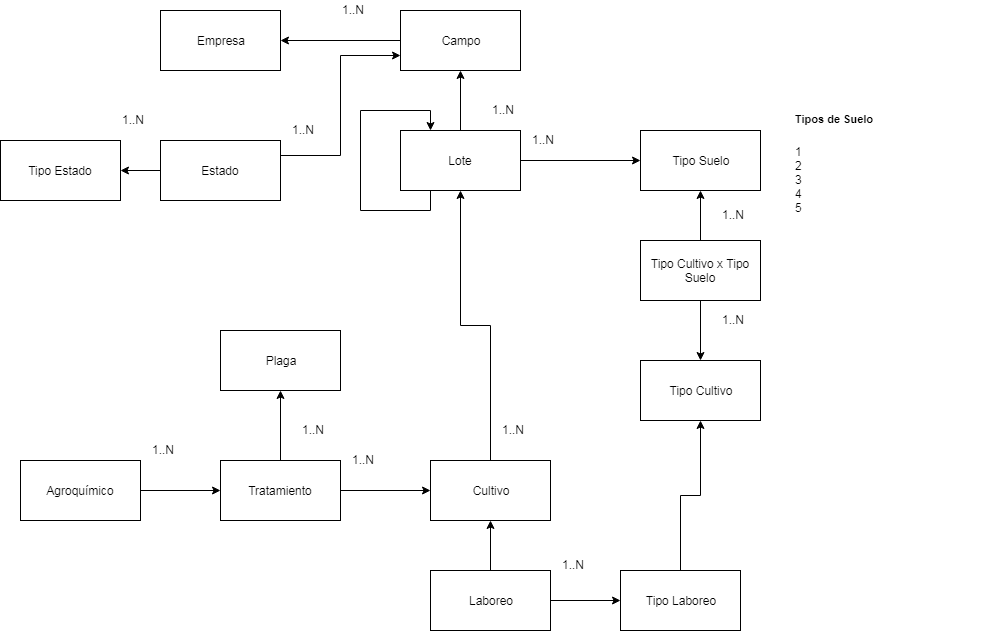 1..N
Empresa
Campo
1..N
1..N
1..N
Tipos de Suelo
1..N
Tipo Estado
Estado
Lote
Tipo Suelo
1
2
3
4
5
1..N
Tipo Cultivo x Tipo
Suelo
1..N
Plaga
Tipo Cultivo
1..N
1..N
1..N
1..N
Agroquímico
Tratamiento
Cultivo
1..N
Laboreo
Tipo Laboreo